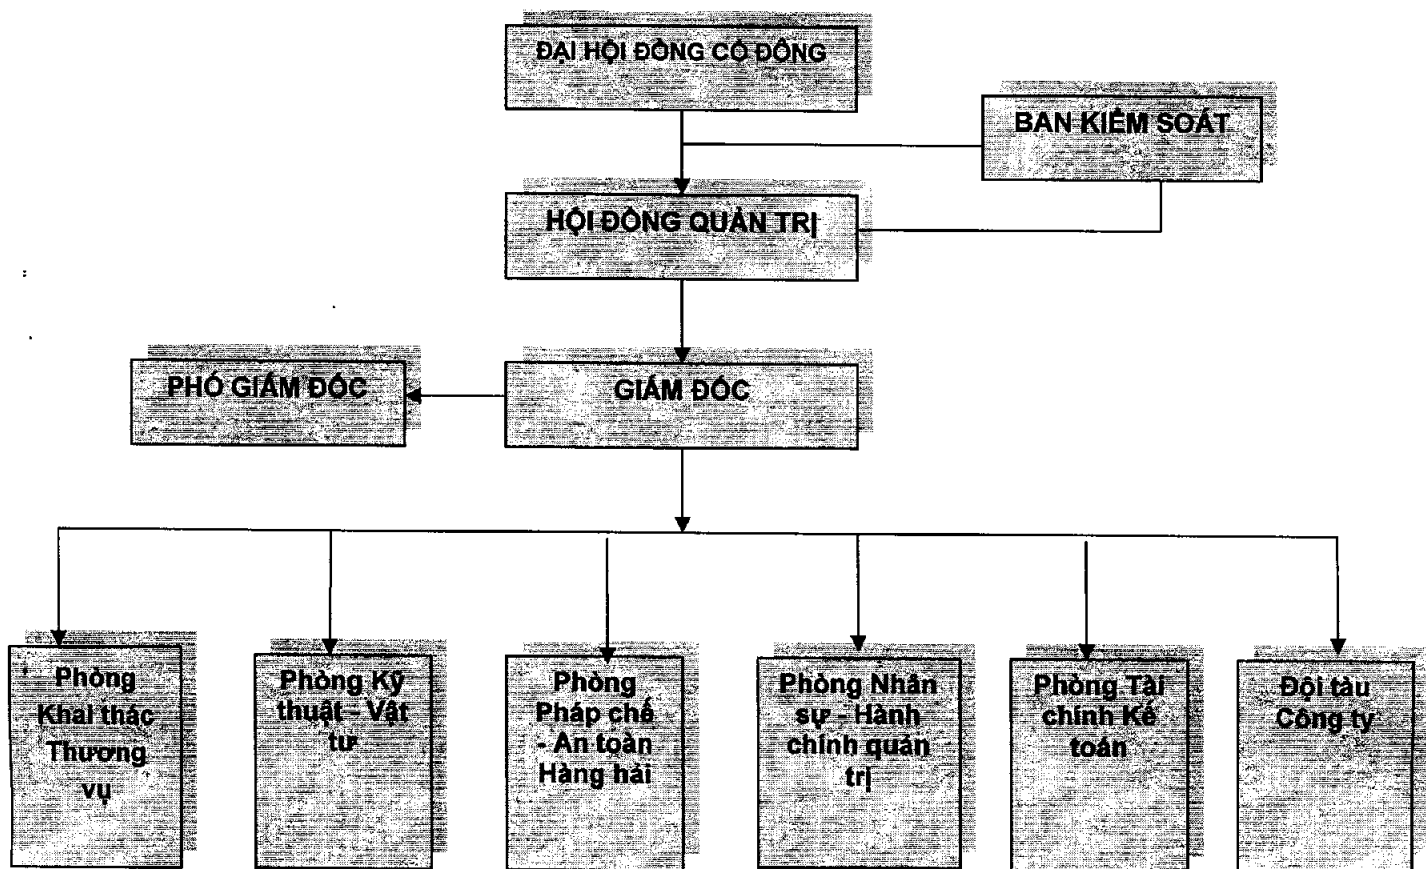 ĐẠI HỘI ĐỒNG CỔ ĐÔNG
BAN KIỂM SOÁT
HỘI ĐỒNG QUẢN TRỊ
PHÓ GIÁM ĐỐC
GIÁM ĐỐC
Phòng
Khai thác
Thương
vụ
Phòng Kỹ
thuật - Vật
tư
Phòng
Pháp chế
- An toàn
Hàng hải
Phòng Nhân
sự - Hành
chính quản
trị
Phòng Tài
chính Kế
toán
Đội tàu
Công ty